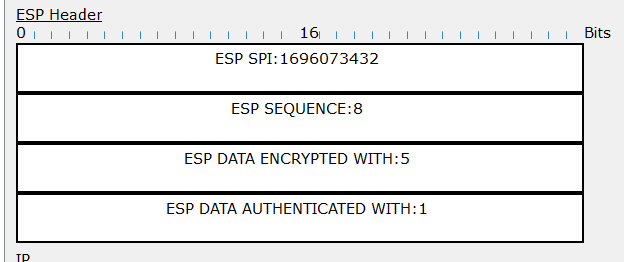 ESP Header
0 16 Bits
ESP SPI:1696073432
ESP SEQUENCE:8
ESP DATA ENCRYPTED WITH:5
ESP DATA AUTHENTICATED WITH:1
IP